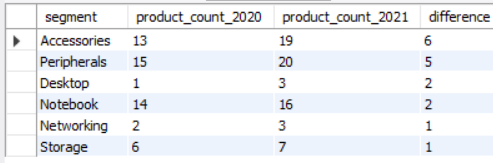 segment product_count_2020 product_count_2021 difference
Accessories 13 19 6
Peripherals 15 20 5
Desktop 1 3 2
Notebook 14 16 2
Networking 2 3 1
Storage 6 7 1